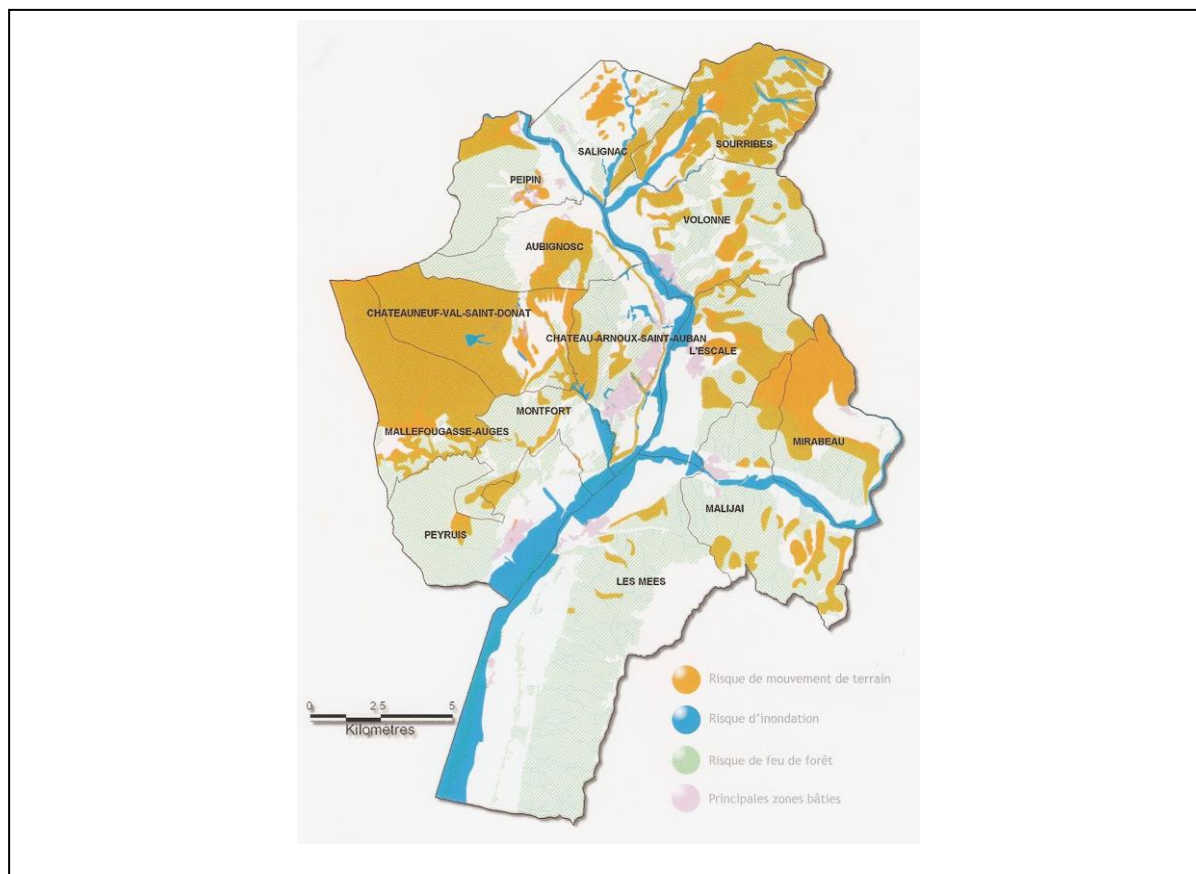 SALIGNAC
SOURRIBES
PEIPIN
VOLONNE
AUBIGNOSC
CHATEAUNEUF-VAL-SAINT-DONAT
CHATEAU-ARNOUX-SAINT-AUBAN
L'ESCALE
MONTFORT
MALLEFOUGASSE-AUGES
MIRABEAU
MALIJAI
PEYRUIS
LES MEES
Risque de mouvement de terrain
0 2.5 5
Risque d'inondation
Kilomètres
Risque de feu de forêt
Principales zones bâties